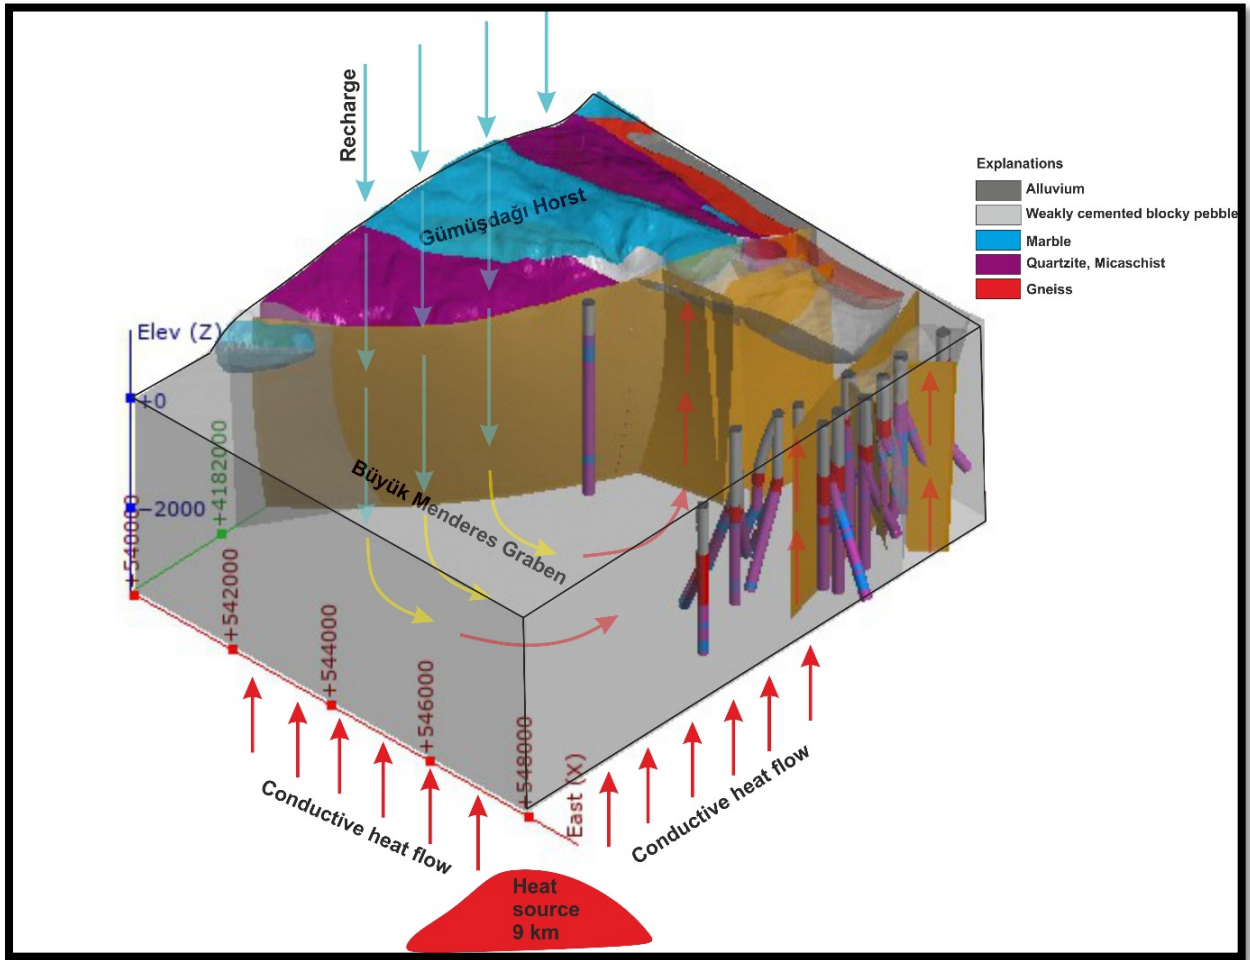 Recharge
Explanations
Alluvium
Weakly cemented blocky pebble
Marble
Quartzite, Micaschist
Gneiss
Gümüşdağı Horst
Elev (Z)
+0
−2000
+4182000
Büyük Menderes Graben
+540000
+542000
+544000
+546000
+548000
East (X)
Conductive heat flow
Conductive heat flow
Heat
source
9 km